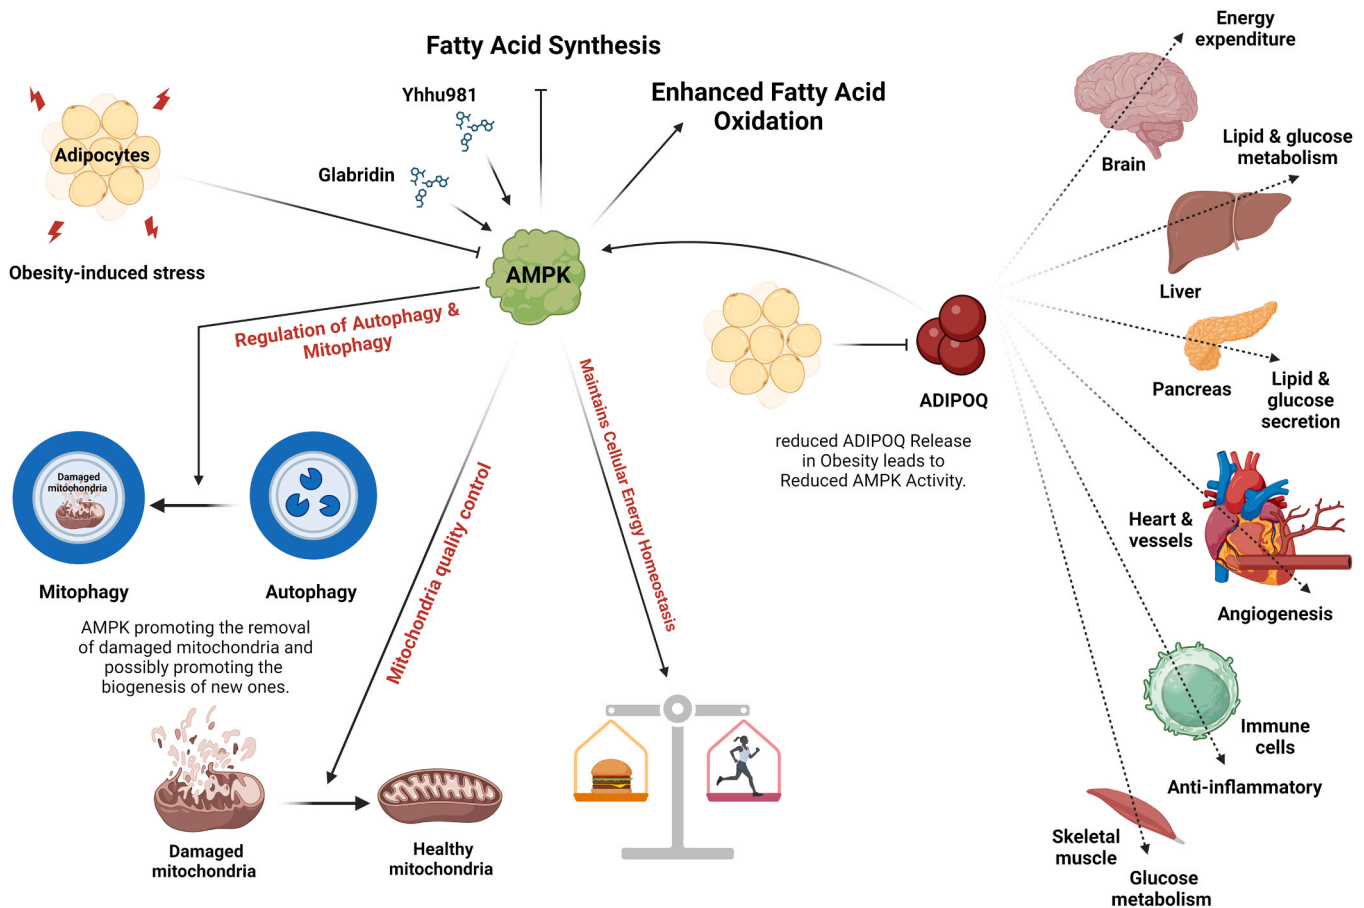 Fatty Acid Synthesis
Yhhu981
Glabridin
Enhanced Fatty Acid
Oxidation
Adipocytes
Obesity-induced stress
AMPK
Regulation of Autophagy &
Mitophagy
Damaged
mitochondria
Mitophagy
Autophagy
AMPK promoting the removal
of damaged mitochondria and
possibly promoting the
biogenesis of new ones.
Mitochondria quality control
Maintains Cellular Energy Homeostasis
Damaged
mitochondria
Healthy
mitochondria
ADIPOQ
reduced ADIPOQ Release
in Obesity leads to
Reduced AMPK Activity.
Energy
expenditure
Brain
Lipid & glucose
metabolism
Liver
Pancreas
Lipid &
glucose
secretion
Heart &
vessels
Angiogenesis
Immune
cells
Anti-inflammatory
Skeletal
muscle
Glucose
metabolism